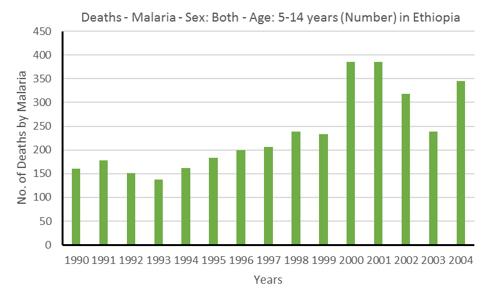 Deaths - Malaria - Sex: Both - Age: 5-14 years (Number) in Ethiopia
450
400
350
300
250
200
150
100
50
0
No. of Deaths by Malaria
1990 1991 1992 1993 1994 1995 1996 1997 1998 1999 2000 2001 2002 2003 2004
Years